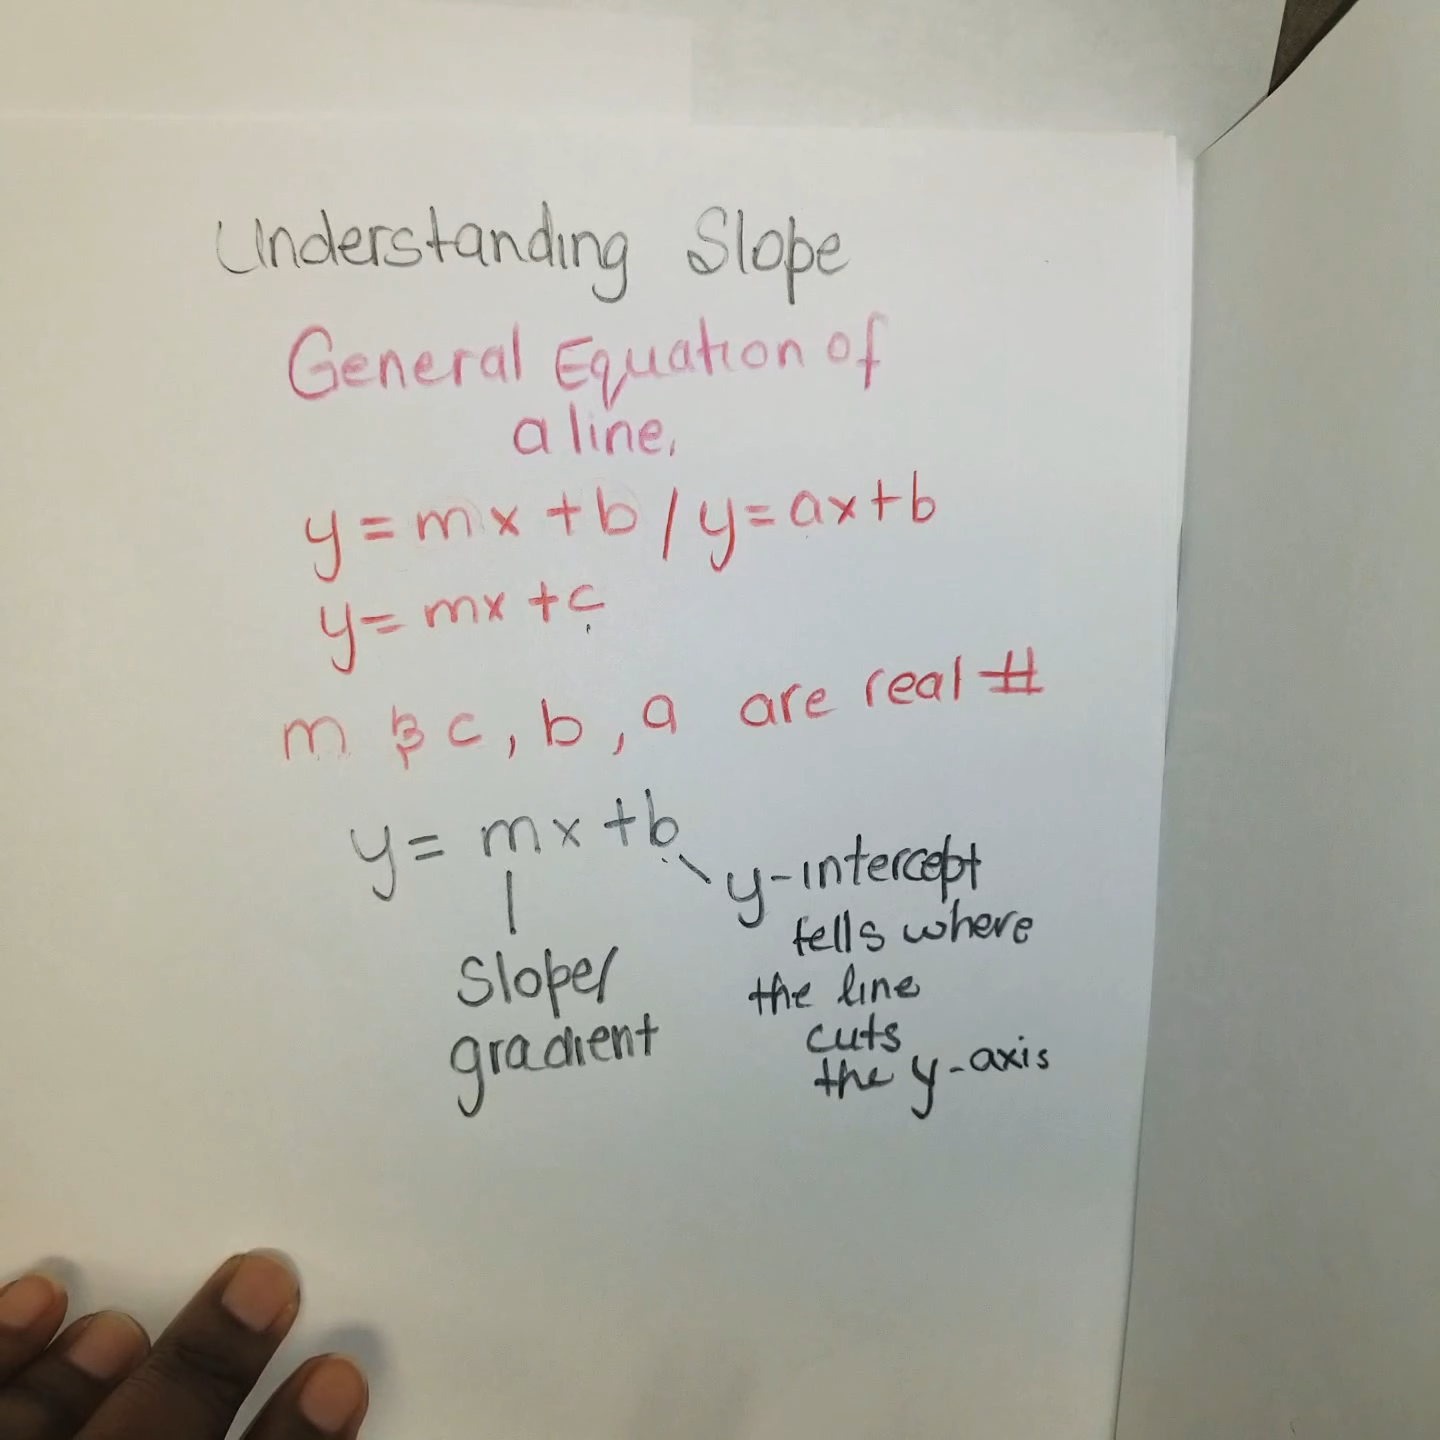 Understanding Slope
General Equation of
a line,
y = mx + b / y = ax + b
y = mx + c
m & c, b, a are real #
y = mx + b
y-intercept
tells where
the line
cuts
the y-axis
Slope/
gradient